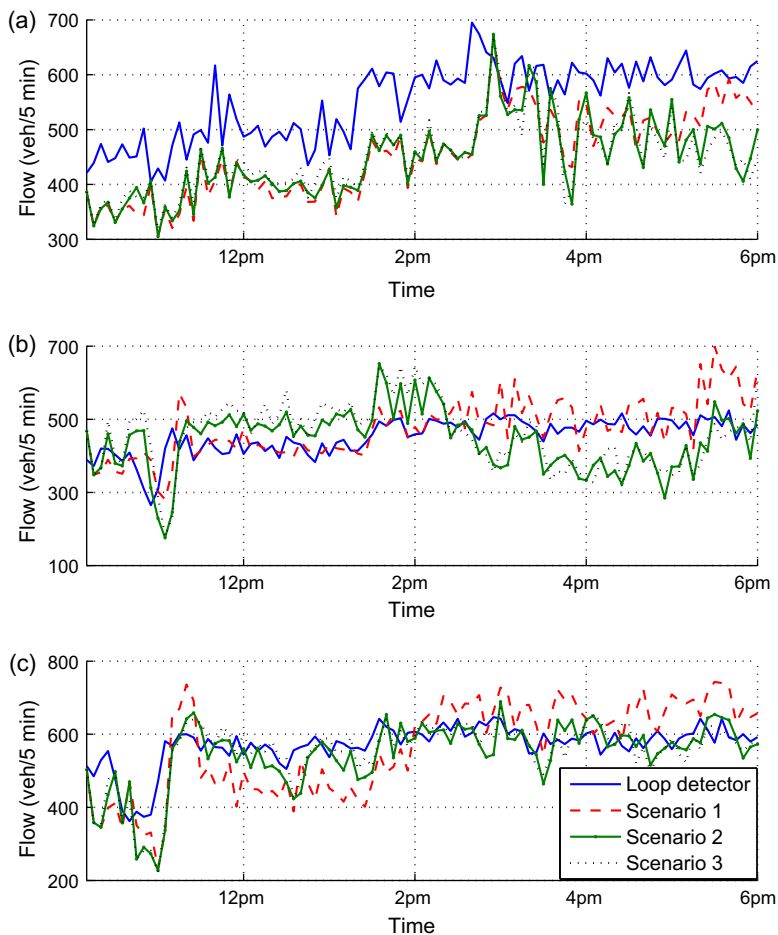 (a)
700
600
500
400
300
Flow (veh/5 min)
12pm
2pm
4pm
6pm
Time
(b)
700
500
300
100
Flow (veh/5 min)
12pm
2pm
4pm
6pm
Time
(c)
800
600
400
200
Flow (veh/5 min)
Loop detector
Scenario 1
Scenario 2
Scenario 3
12pm
2pm
4pm
6pm
Time